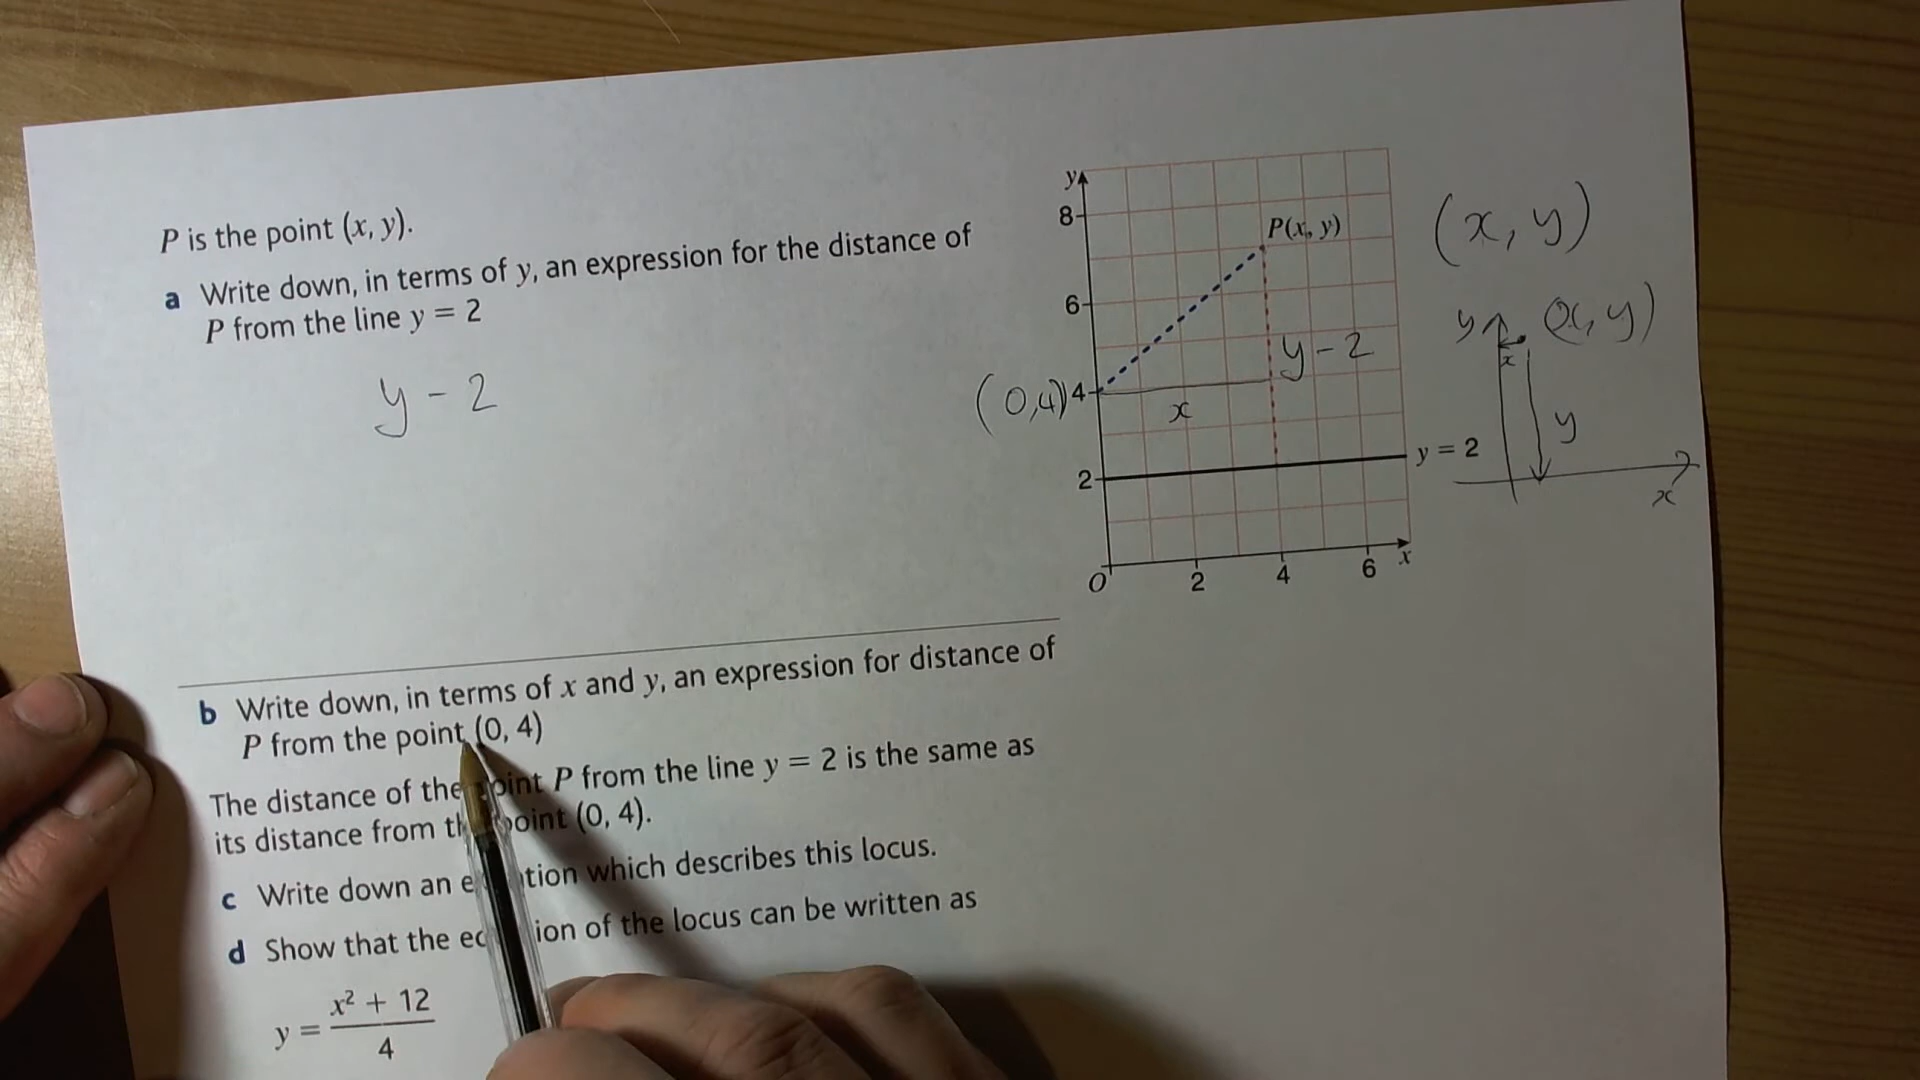 P is the point (x, y).
a Write down, in terms of y, an expression for the distance of
P from the line y = 2
y - 2
y
8
6
(0,4) 4
2
O
2
4
6
x
P(x, y)
y - 2
x
y = 2
(x, y)
y
(x, y)
x
y
x
b Write down, in terms of x and y, an expression for distance of
P from the point (0, 4)
The distance of the point P from the line y = 2 is the same as
its distance from point (0, 4).
c Write down an which describes this locus.
d Show that the of the locus can be written as
y = x² + 12
4